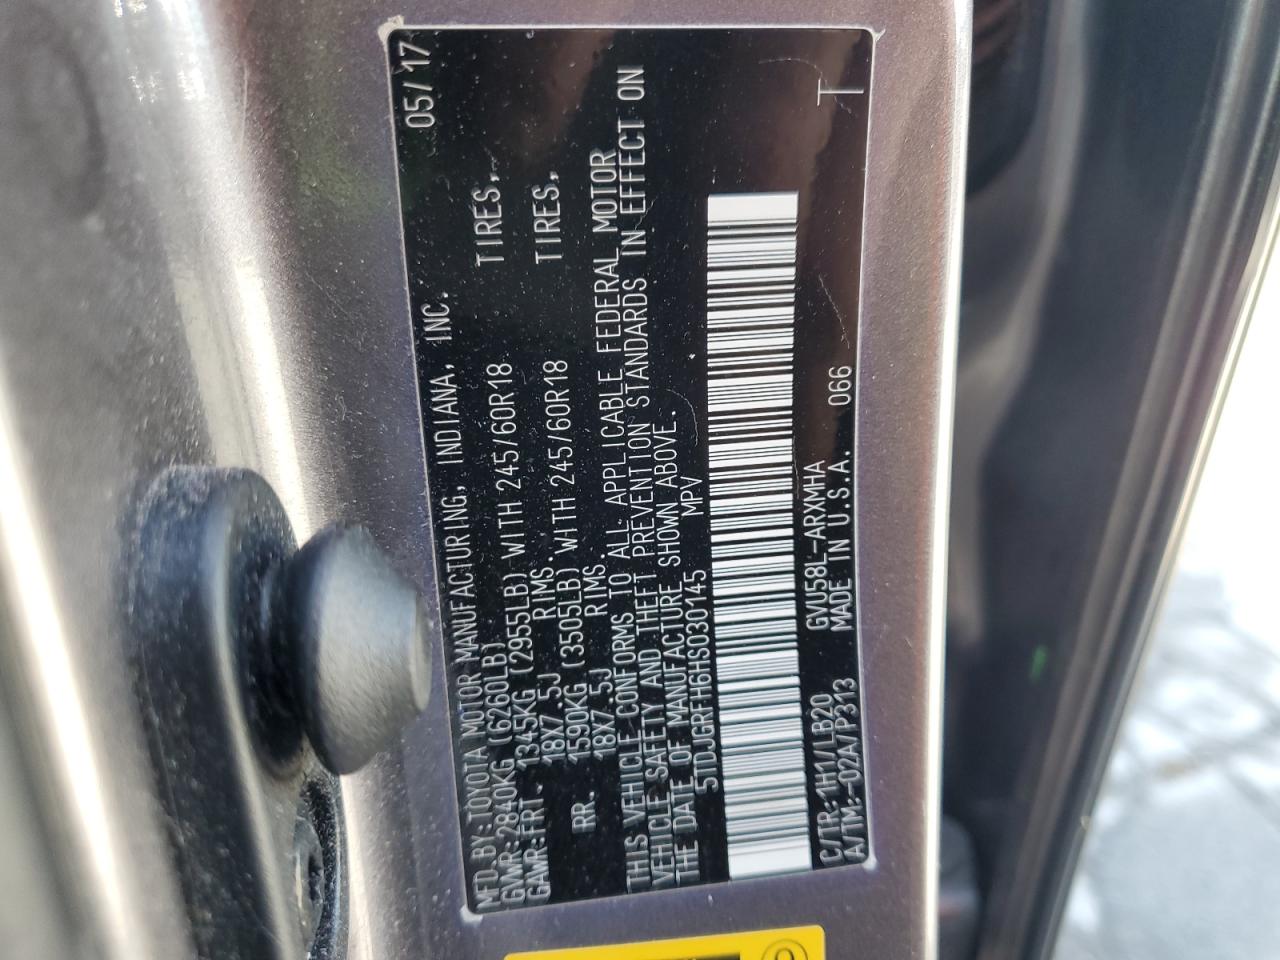 MFD.BY:TOYOTA MOTOR MANUFACTURING, INDIANA, INC. 05/17
GVWR:2840KG (6260LB)
GAWR:FRT. 1345KG (2955LB) WITH 245/60R18 TIRES,
18X7.5J RIMS.
RR. 1590KG (3505LB) WITH 245/60R18 TIRES,
18X7.5J RIMS.
THIS VEHICLE CONFORMS TO ALL APPLICABLE FEDERAL MOTOR
VEHICLE SAFETY AND THEFT PREVENTION STANDARDS IN EFFECT ON
THE DATE OF MANUFACTURE SHOWN ABOVE.
5TDJGRFH6HS030145 MPV
C/TR:1H1/LB20 GVU58L-ARXMHA
A/TM:-02A/P313 MADE IN U.S.A. 066 T